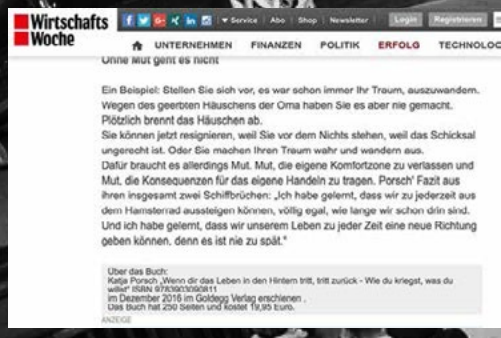 Wirtschafts
Woche
Service | Abo | Shop | Newsletter
Login
Registrieren
UNTERNEHMEN FINANZEN POLITIK ERFOLG TECHNOLOG
Ohne Mut geht es nicht
Ein Beispiel: Stellen Sie sich vor, es war schon immer Ihr Traum, auszuwandern.
Wegen des geerbten Häuschens der Oma haben Sie es aber nie gemacht.
Plötzlich brennt das Häuschen ab.
Sie können jetzt resignieren, weil Sie vor dem Nichts stehen, weil das Schicksal
ungerecht ist. Oder Sie machen Ihren Traum wahr und wandern aus.
Dafür braucht es allerdings Mut. Mut, die eigene Komfortzone zu verlassen und
Mut, die Konsequenzen für das eigene Handeln zu tragen. Porsch' Fazit aus
ihren insgesamt zwei Schiffbrüchen: „Ich habe gelernt, dass wir zu jederzeit aus
dem Hamsterrad aussteigen können, völlig egal, wie lange wir schon drin sind.
Und ich habe gelernt, dass wir unserem Leben zu jeder Zeit eine neue Richtung
geben können, denn es ist nie zu spät."
Über das Buch:
Katja Porsch „Wenn dir das Leben in den Hintern tritt, tritt zurück - Wie du kriegst, was du
willst" ISBN 9783903090811
im Dezember 2016 im Goldegg Verlag erschienen .
Das Buch hat 250 Seiten und kostet 19,95 Euro.
ANZEIGE